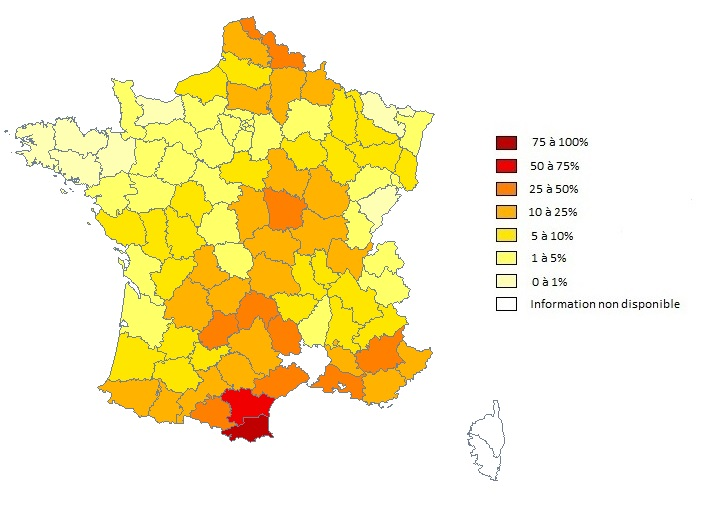 75 à 100%
50 à 75%
25 à 50%
10 à 25%
5 à 10%
1 à 5%
0 à 1%
Information non disponible